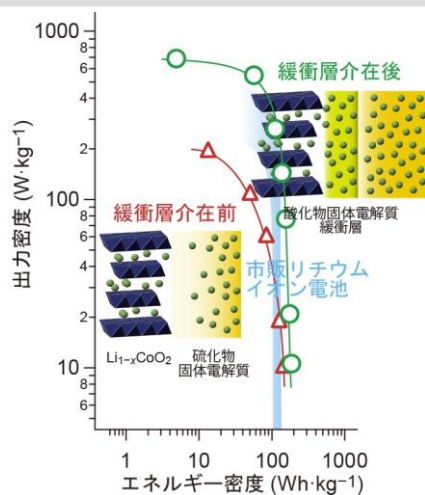 1000
8
6
4
2
100
8
6
4
2
10
8
6
出力密度 (W·kg⁻¹)
緩衝層介在後
緩衝層介在前
酸化物固体電解質
緩衝層
市販リチウム
イオン電池
Li₁₋ₓCoO₂
硫化物
固体電解質
1 10 100 1000
エネルギー密度 (Wh·kg⁻¹)